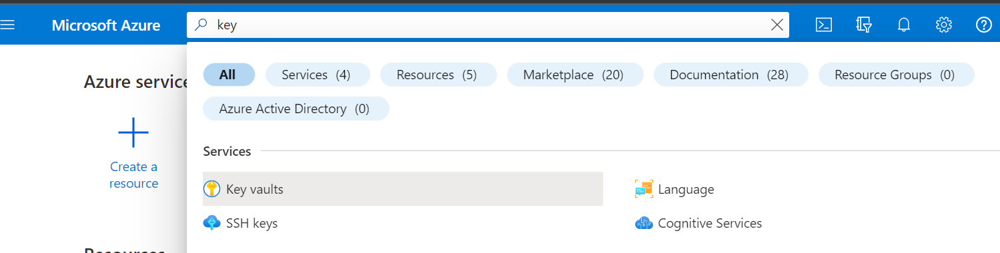 Microsoft Azure
key
All
Services (4)
Resources (5)
Marketplace (20)
Documentation (28)
Resource Groups (0)
Azure Active Directory (0)
Azure
Services
Create a
resource
Key vaults
Language
SSH keys
Cognitive Services
Resources